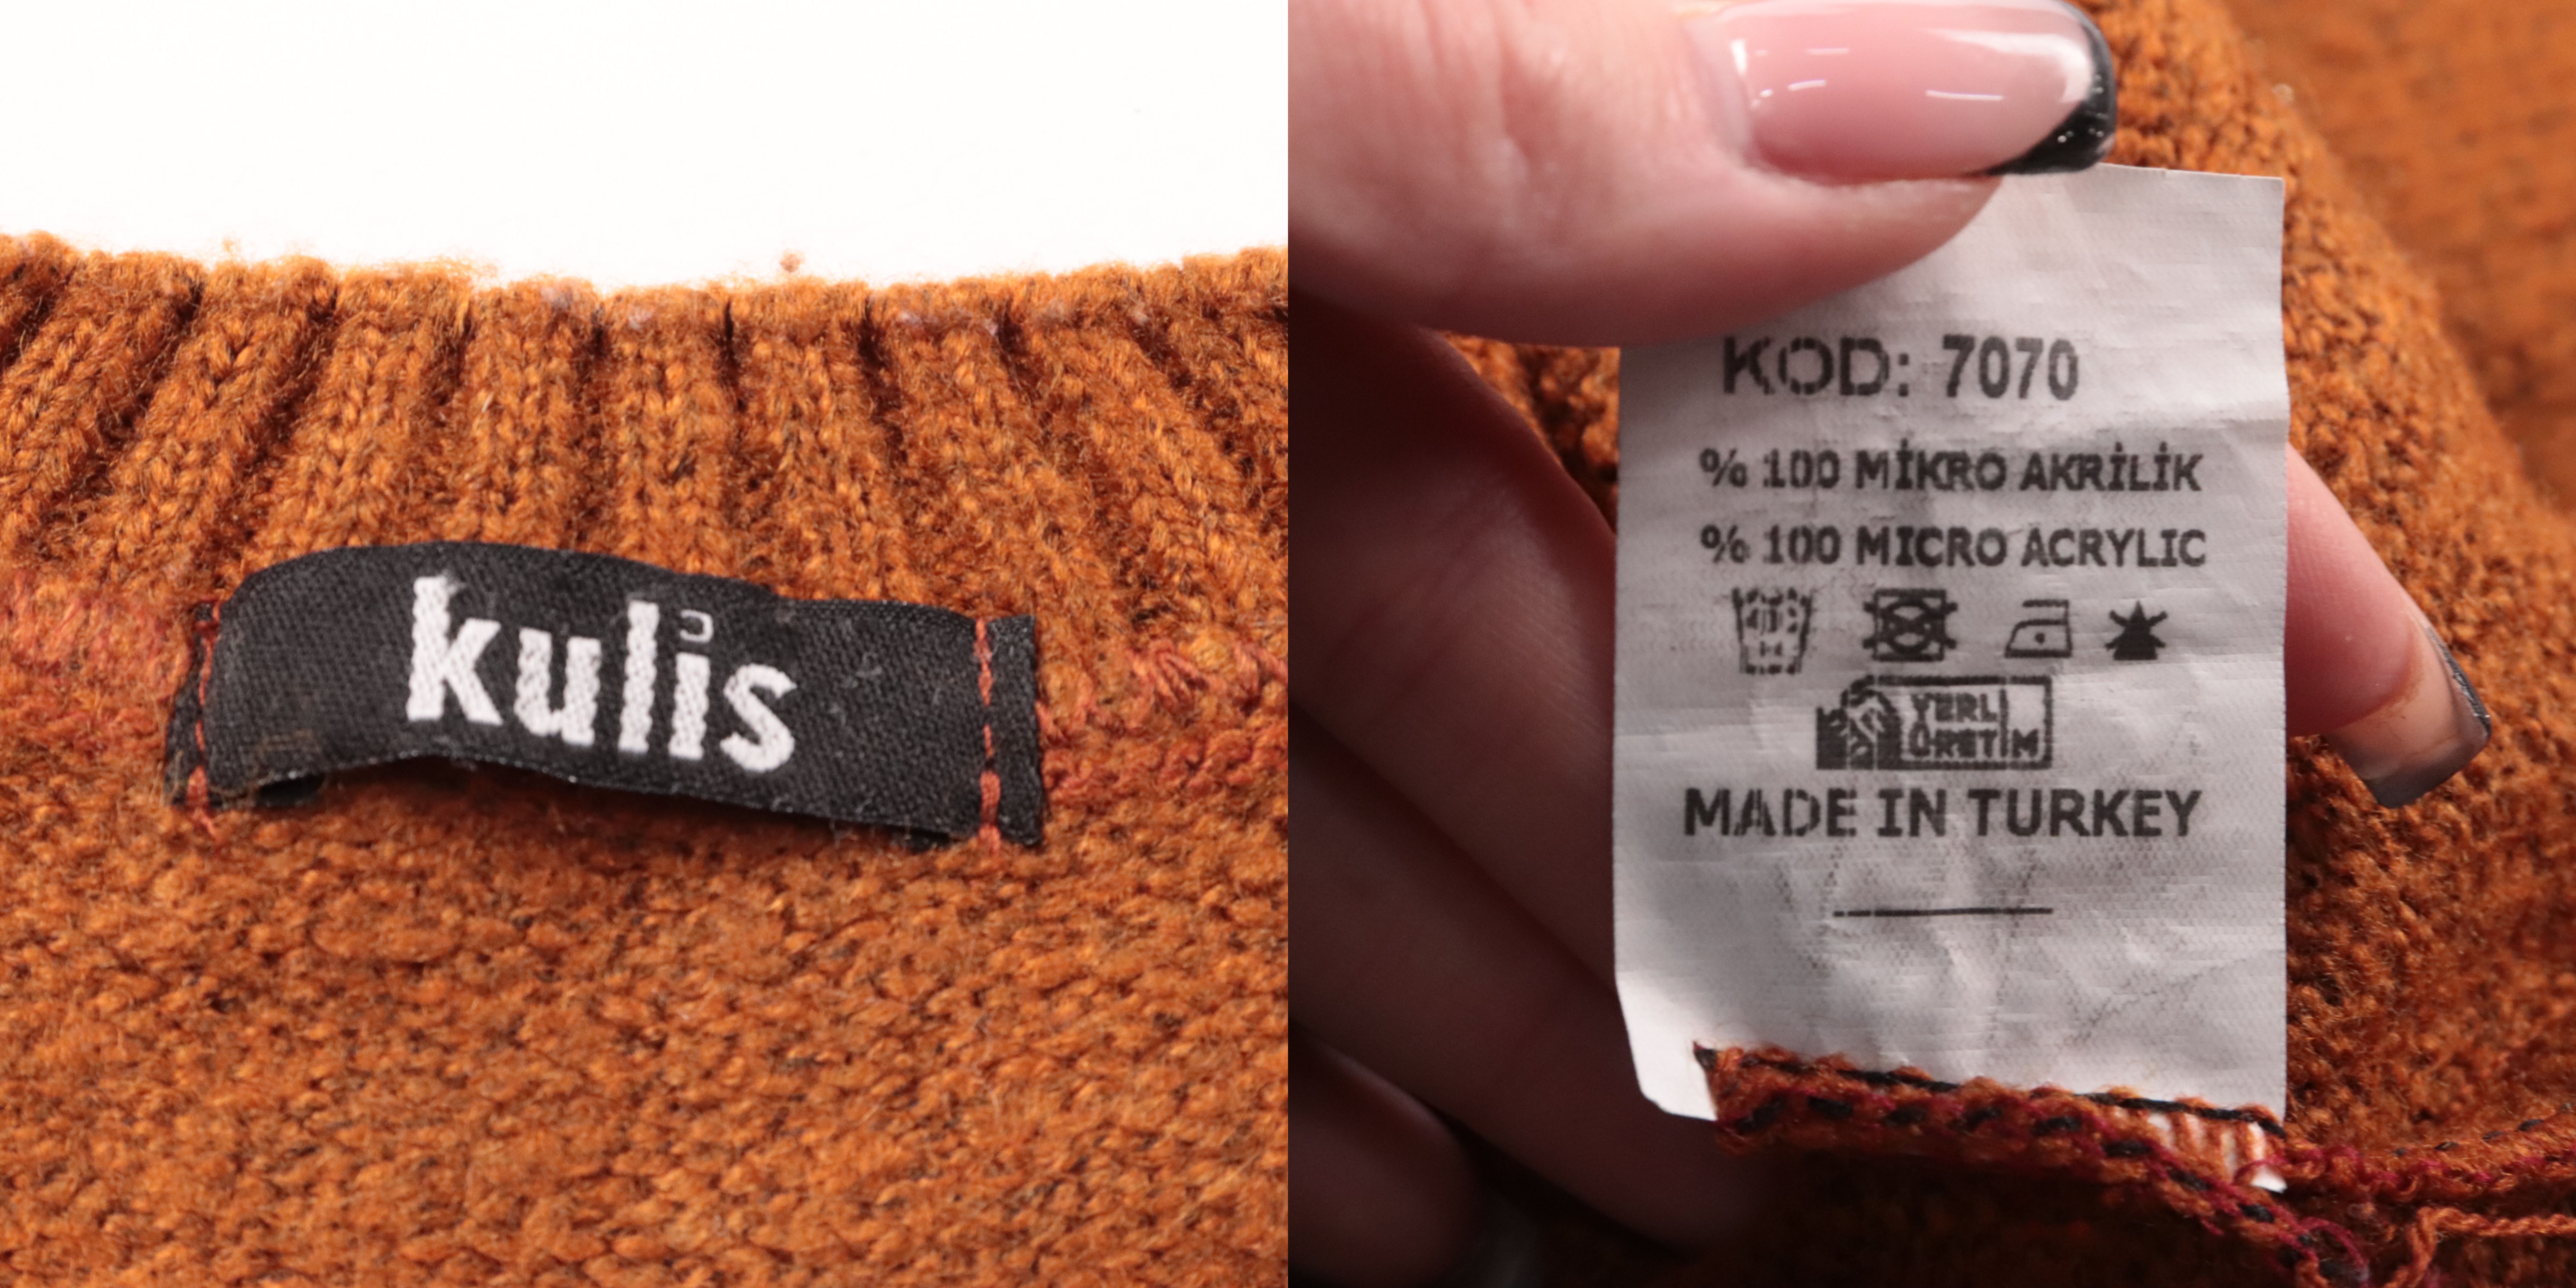 kulis
KOD: 7070
% 100 MİKRO AKRİLİK
% 100 MICRO ACRYLIC
YERLİ
ÜRETİM
MADE IN TURKEY